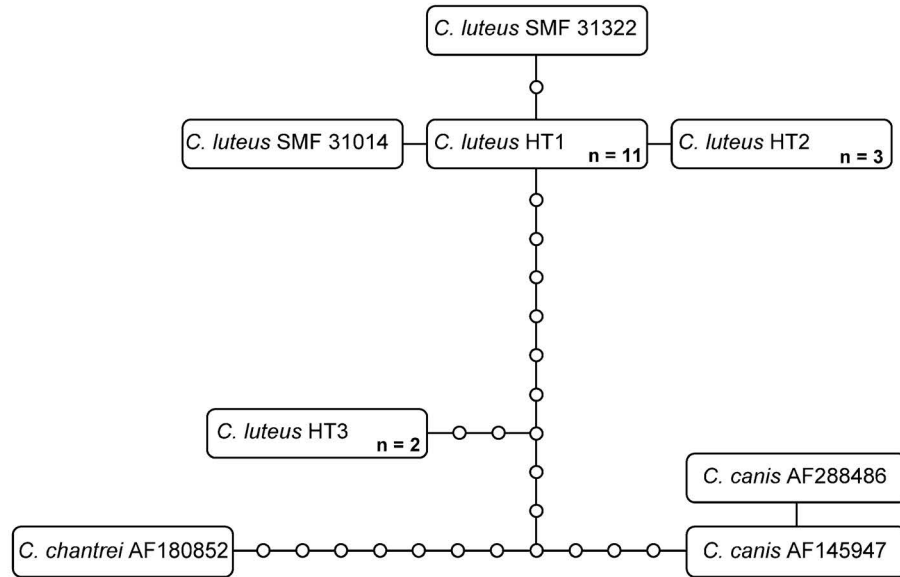 C. luteus SMF 31322
C. luteus SMF 31014
C. luteus HT1
n = 11
C. luteus HT2
n = 3
C. luteus HT3
n = 2
C. canis AF288486
C. chantrei AF180852
C. canis AF145947